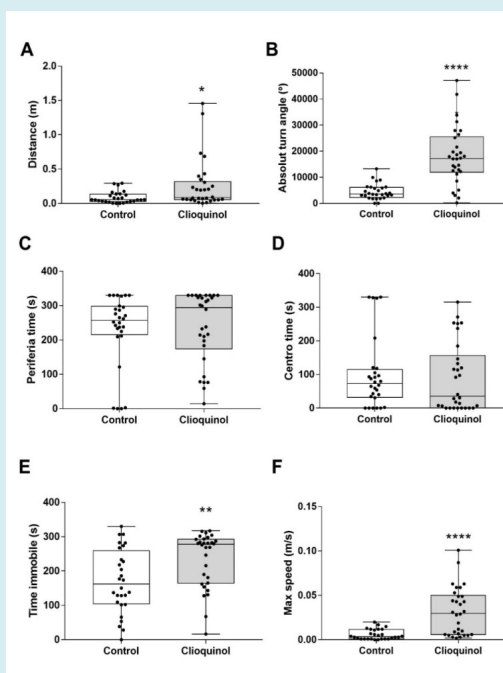 A
Distance (m)
2.0
1.5
1.0
0.5
0.0
*
Control
Clioquinol
B
Absolut turn angle (º)
50000
40000
30000
20000
10000
0
****
Control
Clioquinol
C
Periferia time (s)
400
300
200
100
0
Control
Clioquinol
D
Centro time (s)
400
300
200
100
0
Control
Clioquinol
E
Time immobile (s)
400
300
200
100
0
**
Control
Clioquinol
F
Max speed (m/s)
0.15
0.10
0.05
0.00
****
Control
Clioquinol